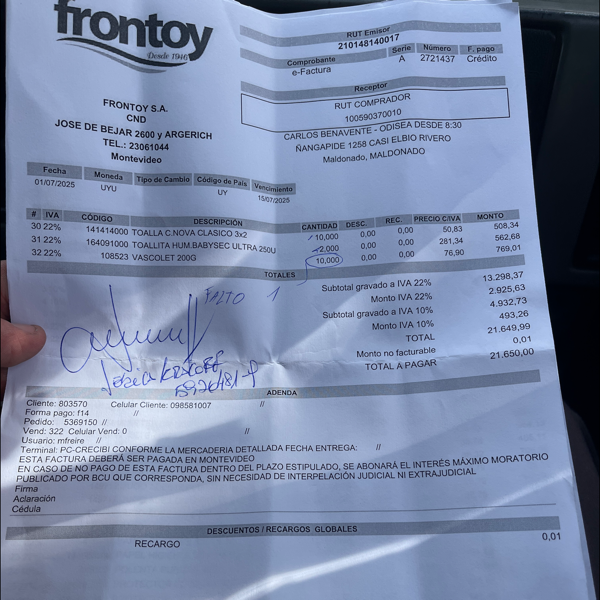 frontoy
Desde 1946
FRONTOY S.A.
CND
JOSE DE BEJAR 2600 y ARGERICH
TEL.: 23061044
Montevideo
RUT Emisor
210148140017
Comprobante Serie Número F. pago
e-Factura A 2721437 Crédito
Receptor
RUT COMPRADOR
100590370010
CARLOS BENAVENTE - ODISEA DESDE 8:30
ÑANGAPIDE 1258 CASI ELBIO RIVERO
Maldonado, MALDONADO
Fecha Moneda Tipo de Cambio Código de País Vencimiento
01/07/2025 UYU UY 15/07/2025
# IVA CÓDIGO DESCRIPCIÓN CANTIDAD DESC. REC. PRECIO C/IVA MONTO
30 22% 141414000 TOALLA C.NOVA CLASICO 3x2 10,000 0,00 0,00 50,83 508,34
31 22% 164091000 TOALLITA HUM.BABYSEC ULTRA 250U 2,000 0,00 0,00 281,34 562,68
32 22% 108523 VASCOLET 200G 10,000 0,00 0,00 76,90 769,01
TOTALES
FALTO 1
Subtotal gravado a IVA 22% 13.298,37
Monto IVA 22% 2.925,63
Subtotal gravado a IVA 10% 4.932,73
Monto IVA 10% 493,26
TOTAL 21.649,99
Monto no facturable 0,01
TOTAL A PAGAR 21.650,00
ADENDA
Cliente: 803570 Celular Cliente: 098581007 //
Forma pago: f14 //
Pedido: 5369150 //
Vend: 322 Celular Vend: 0 //
Usuario: mfreire //
Terminal: PC-CRECIBI CONFORME LA MERCADERIA DETALLADA FECHA ENTREGA: //
ESTA FACTURA DEBERÁ SER PAGADA EN MONTEVIDEO
EN CASO DE NO PAGO DE ESTA FACTURA DENTRO DEL PLAZO ESTIPULADO, SE ABONARÁ EL INTERÉS MÁXIMO MORATORIO
PUBLICADO POR BCU QUE CORRESPONDA, SIN NECESIDAD DE INTERPELACIÓN JUDICIAL NI EXTRAJUDICIAL
Firma
Aclaración
Cédula
DESCUENTOS / RECARGOS GLOBALES
RECARGO 0,01